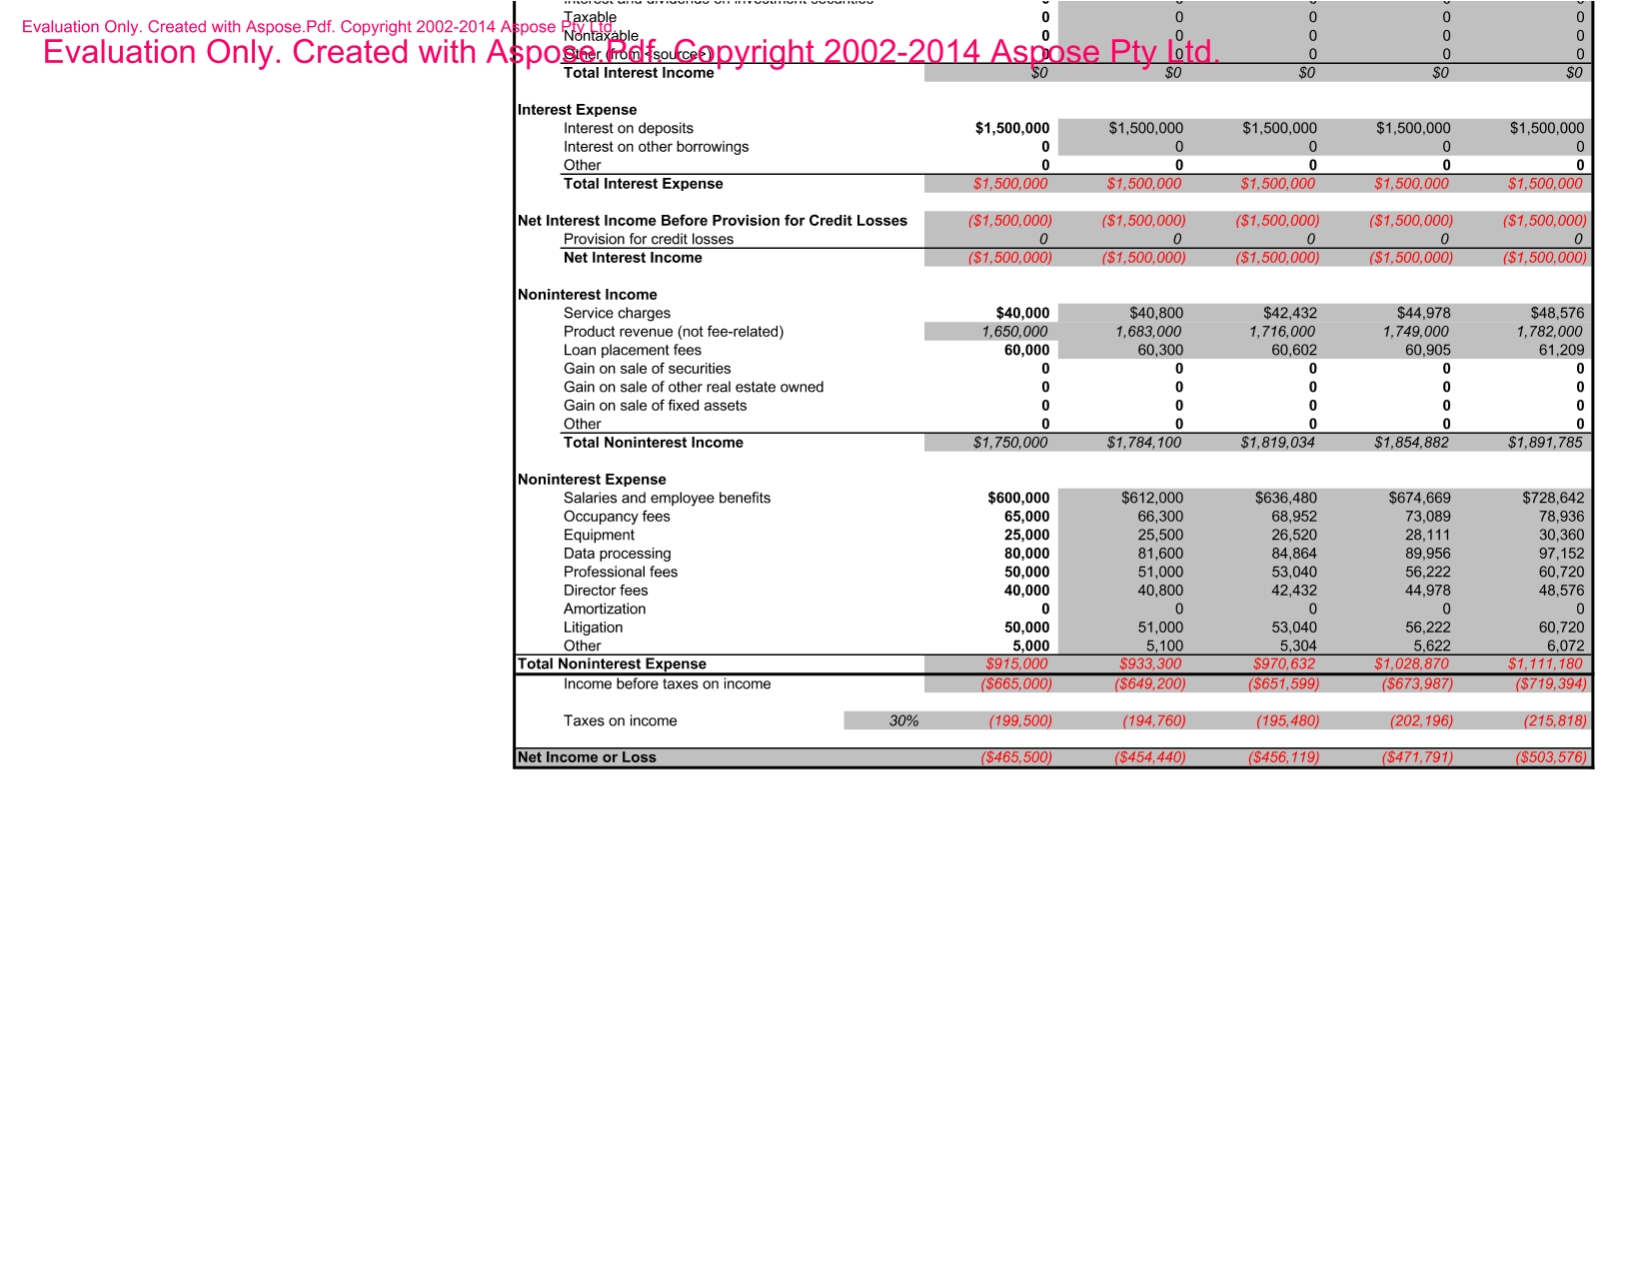 Interest and dividends on investment securities 0 0 0 0 0
Evaluation Only. Created with Aspose.Pdf. Copyright 2002-2014 Aspose Pty Ltd.
Taxable 0 0 0 0 0
Nontaxable 0 0 0 0 0
Evaluation Only. Created with Aspose.Pdf. Copyright 2002-2014 Aspose Pty Ltd.
Other (from <source>) 0 0 0 0 0
Total Interest Income $0 $0 $0 $0 $0
Interest Expense
Interest on deposits $1,500,000 $1,500,000 $1,500,000 $1,500,000 $1,500,000
Interest on other borrowings 0 0 0 0 0
Other 0 0 0 0 0
Total Interest Expense $1,500,000 $1,500,000 $1,500,000 $1,500,000 $1,500,000
Net Interest Income Before Provision for Credit Losses ($1,500,000) ($1,500,000) ($1,500,000) ($1,500,000) ($1,500,000)
Provision for credit losses 0 0 0 0 0
Net Interest Income ($1,500,000) ($1,500,000) ($1,500,000) ($1,500,000) ($1,500,000)
Noninterest Income
Service charges $40,000 $40,800 $42,432 $44,978 $48,576
Product revenue (not fee-related) 1,650,000 1,683,000 1,716,000 1,749,000 1,782,000
Loan placement fees 60,000 60,300 60,602 60,905 61,209
Gain on sale of securities 0 0 0 0 0
Gain on sale of other real estate owned 0 0 0 0 0
Gain on sale of fixed assets 0 0 0 0 0
Other 0 0 0 0 0
Total Noninterest Income $1,750,000 $1,784,100 $1,819,034 $1,854,882 $1,891,785
Noninterest Expense
Salaries and employee benefits $600,000 $612,000 $636,480 $674,669 $728,642
Occupancy fees 65,000 66,300 68,952 73,089 78,936
Equipment 25,000 25,500 26,520 28,111 30,360
Data processing 80,000 81,600 84,864 89,956 97,152
Professional fees 50,000 51,000 53,040 56,222 60,720
Director fees 40,000 40,800 42,432 44,978 48,576
Amortization 0 0 0 0 0
Litigation 50,000 51,000 53,040 56,222 60,720
Other 5,000 5,100 5,304 5,622 6,072
Total Noninterest Expense $915,000 $933,300 $970,632 $1,028,870 $1,111,180
Income before taxes on income ($665,000) ($649,200) ($651,599) ($673,987) ($719,394)
Taxes on income 30% (199,500) (194,760) (195,480) (202,196) (215,818)
Net Income or Loss ($465,500) ($454,440) ($456,119) ($471,791) ($503,576)